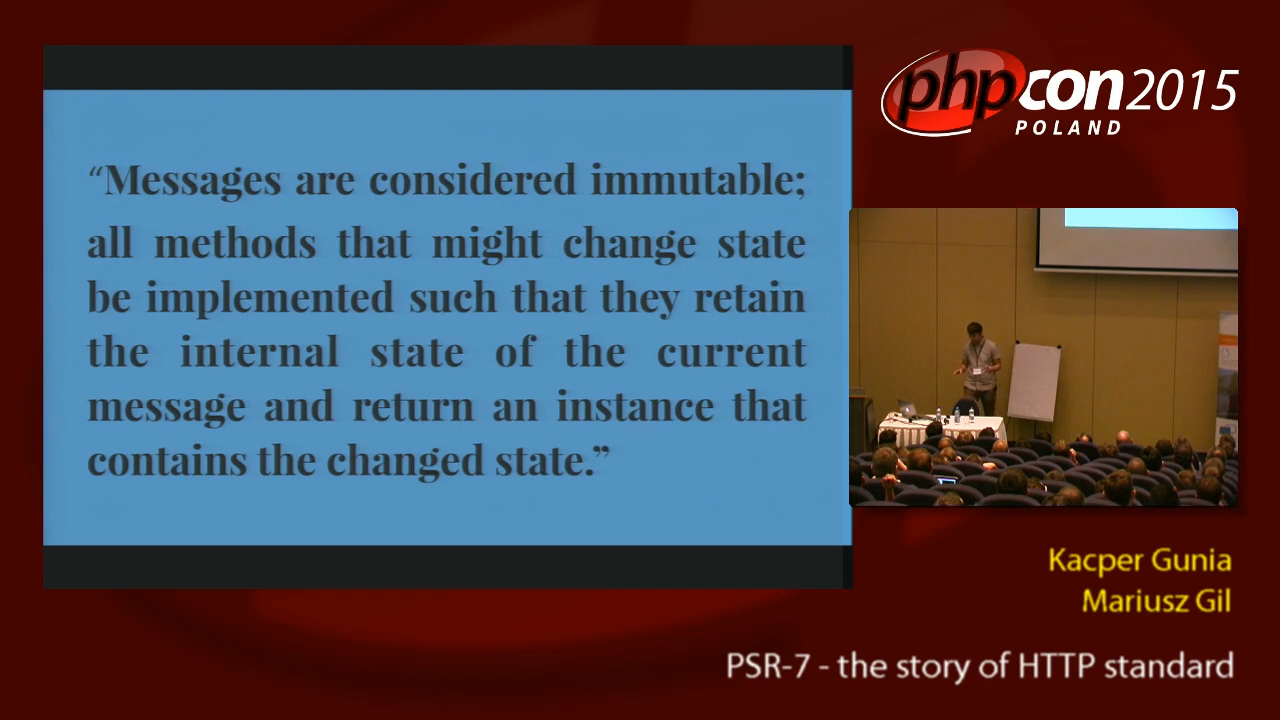 “Messages are considered immutable;
all methods that might change state
be implemented such that they retain
the internal state of the current
message and return an instance that
contains the changed state.”
phpcon2015
POLAND
Kacper Gunia
Mariusz Gil
PSR-7 - the story of HTTP standard